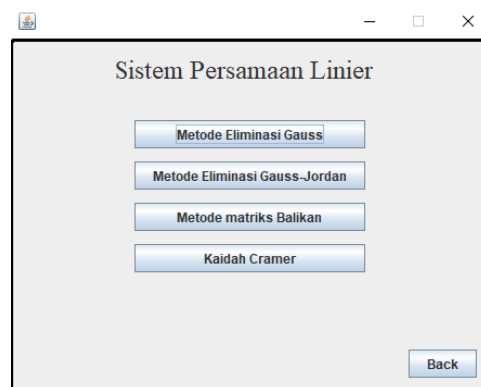 Sistem Persamaan Linier
Metode Eliminasi Gauss
Metode Eliminasi Gauss-Jordan
Metode matriks Balikan
Kaidah Cramer
Back